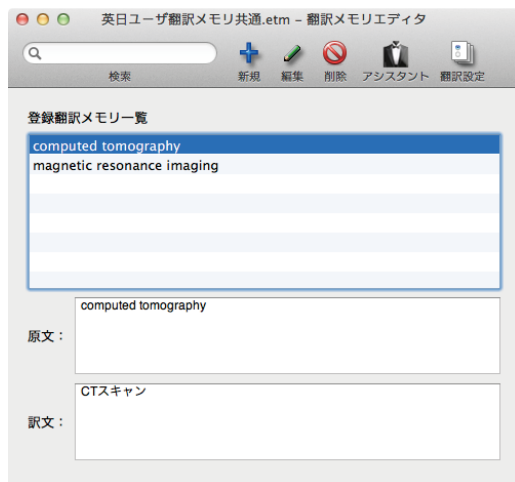 英日ユーザ翻訳メモリ共通.etm – 翻訳メモリエディタ
検索 新規 編集 削除 アシスタント 翻訳設定
登録翻訳メモリ一覧
computed tomography
magnetic resonance imaging
computed tomography
原文：
CTスキャン
訳文：